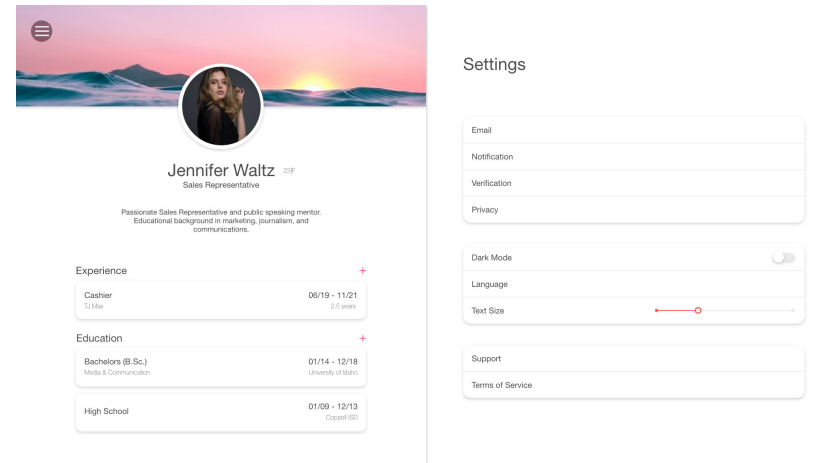 Jennifer Waltz 23|F
Sales Representative
Passionate Sales Representative and public speaking mentor.
Educational background in marketing, journalism, and
communications.
Experience +
Cashier 06/19 - 11/21
TJ Max 2.5 years
Education +
Bachelors (B.Sc.) 01/14 - 12/18
Media & Communication University of Idaho
High School 01/09 - 12/13
Coppell ISD
Settings
Email
Notification
Verification
Privacy
Dark Mode
Language
Text Size
Support
Terms of Service